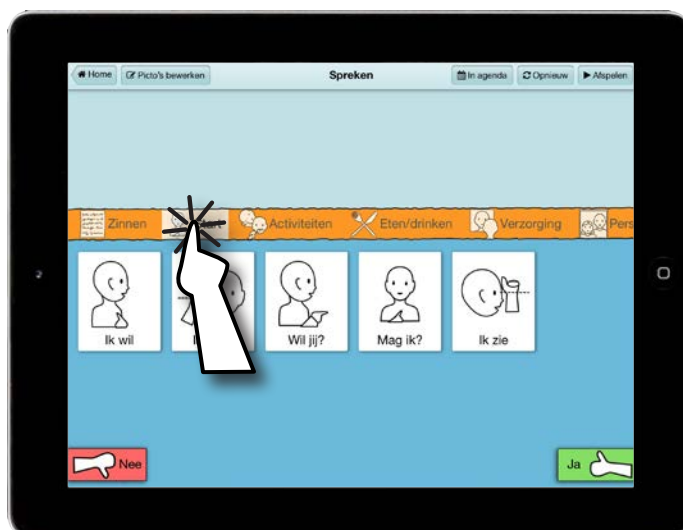 Home Picto's bewerken Spreken In agenda Opnieuw Afspelen
Zinnen Activiteiten Eten/drinken Verzorging
Ik wil Wil jij? Mag ik? Ik zie
Nee Ja